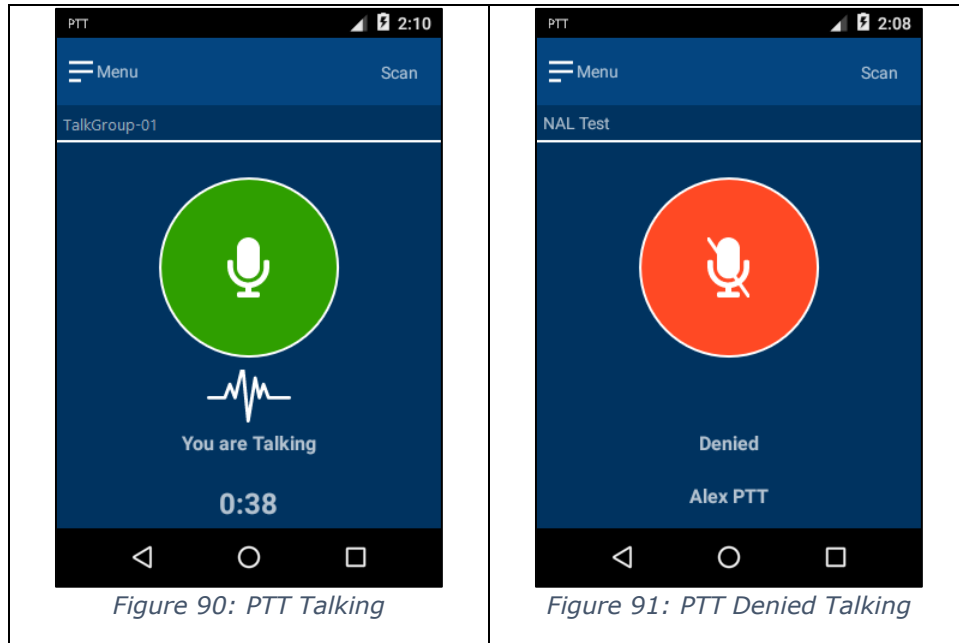 PTT 2:10
Menu Scan
TalkGroup-01
You are Talking
0:38
Figure 90: PTT Talking
PTT 2:08
Menu Scan
NAL Test
Denied
Alex PTT
Figure 91: PTT Denied Talking